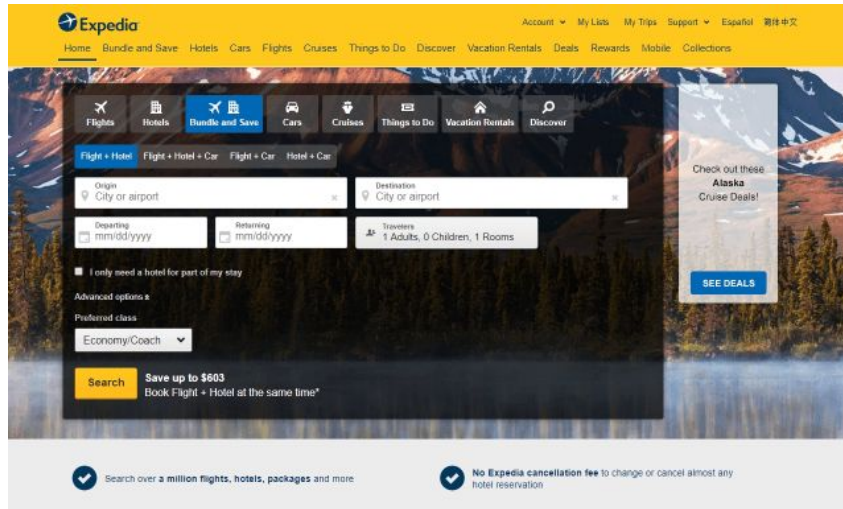 Expedia
Account My Lists My Trips Support Español 简体中文
Home Bundle and Save Hotels Cars Flights Cruises Things to Do Discover Vacation Rentals Deals Rewards Mobile Collections
Flights Hotels Bundle and Save Cars Cruises Things to Do Vacation Rentals Discover
Flight + Hotel Flight + Hotel + Car Flight + Car Hotel + Car
Origin
City or airport
Destination
City or airport
Departing
mm/dd/yyyy
Returning
mm/dd/yyyy
Travelers
1 Adults, 0 Children, 1 Rooms
I only need a hotel for part of my stay
Advanced options
Preferred class
Economy/Coach
Search
Save up to $603
Book Flight + Hotel at the same time*
Check out these
Alaska
Cruise Deals!
SEE DEALS
Search over a million flights, hotels, packages and more
No Expedia cancellation fee to change or cancel almost any
hotel reservation